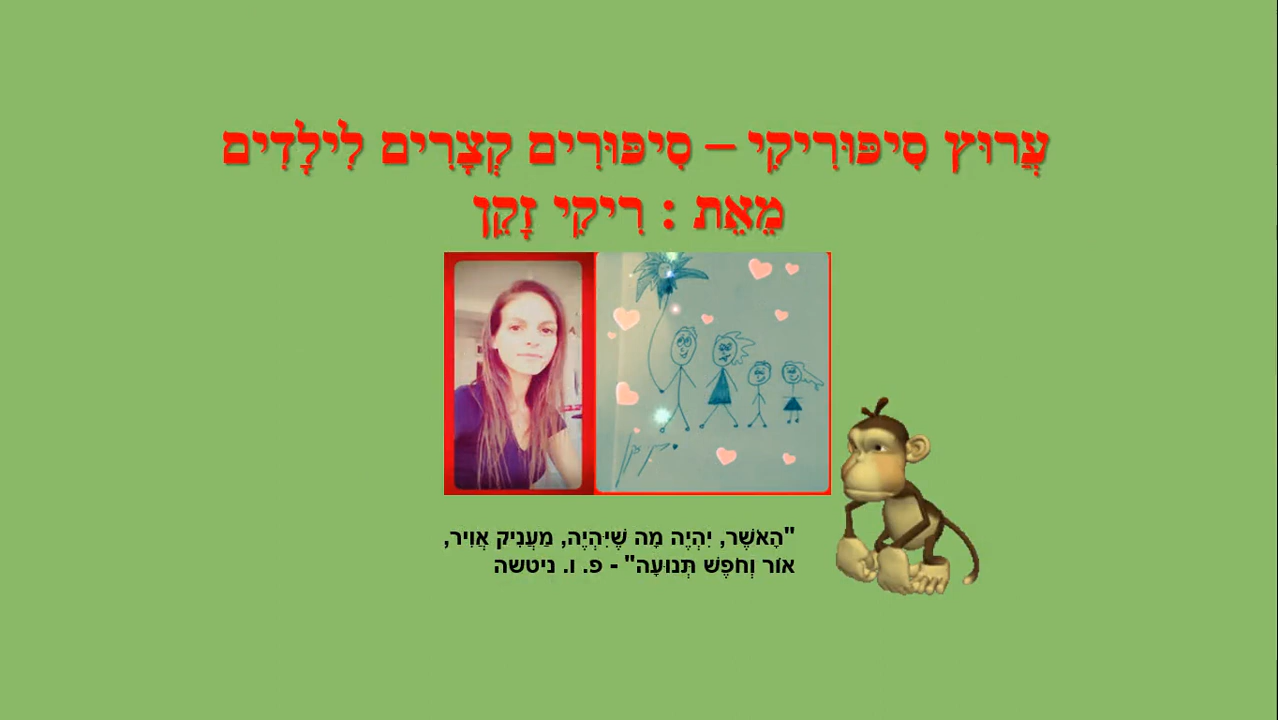 עֲרוּץ סִיפּוּרִיקִי – סִיפּוּרִים קְצָרִים לִילָדִים
מֵאֵת : רִיקִי זָקֵן
"הָאֹשֶׁר, יִהְיֶה מָה שֶׁיִּהְיֶה, מַעֲנִיק אֲוִיר,
אוֹר וְחֹפֶשׁ תְּנוּעָה" - פ. ו. ניטשה